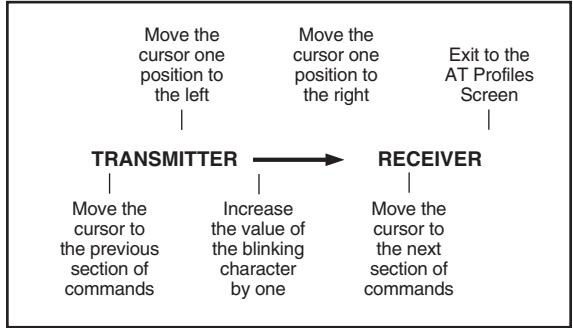 Move the
cursor one
position to
the left
Move the
cursor one
position to
the right
Exit to the
AT Profiles
Screen
TRANSMITTER
RECEIVER
Move the
cursor to
the previous
section of
commands
Increase
the value of
the blinking
character
by one
Move the
cursor to
the next
section of
commands